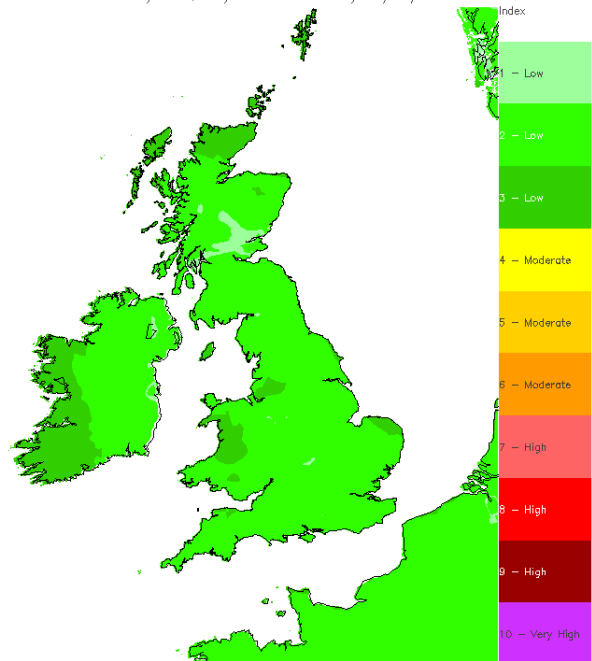 Index
1 – Low
2 – Low
3 – Low
4 – Moderate
5 – Moderate
6 – Moderate
7 – High
8 – High
9 – High
10 – Very High